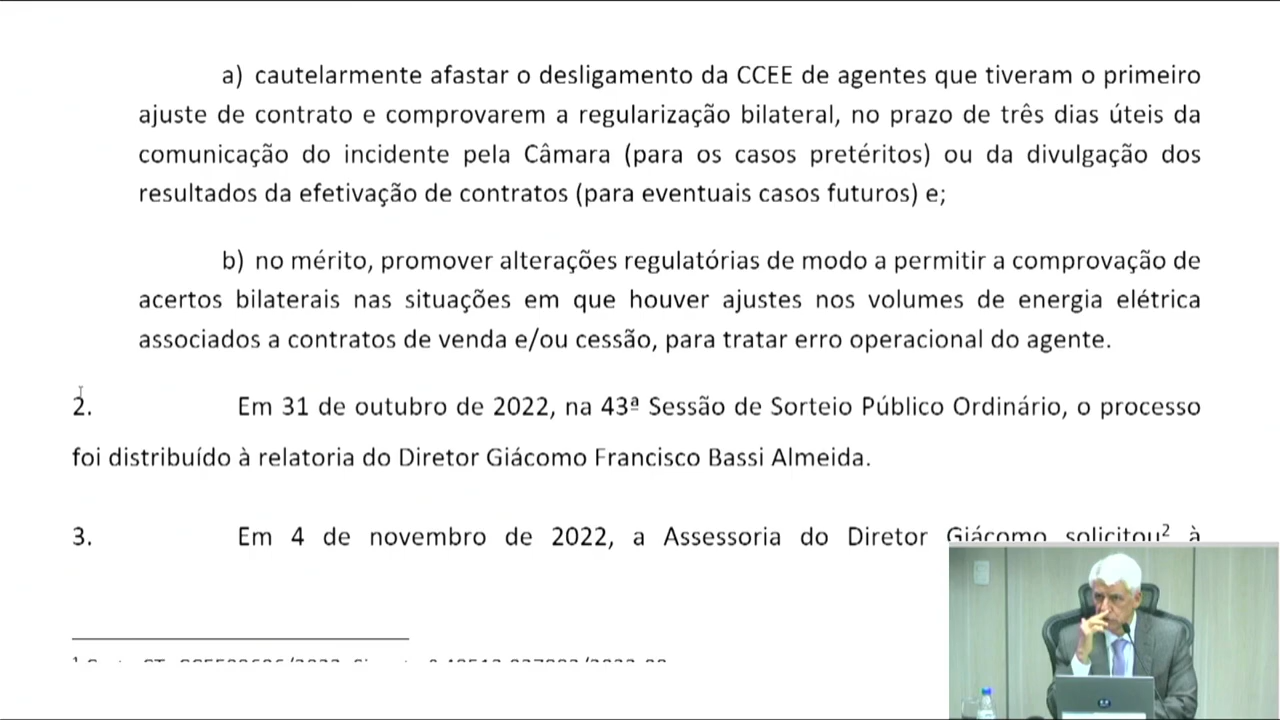 a) cautelarmente afastar o desligamento da CCEE de agentes que tiveram o primeiro
ajuste de contrato e comprovarem a regularização bilateral, no prazo de três dias úteis da
comunicação do incidente pela Câmara (para os casos pretéritos) ou da divulgação dos
resultados da efetivação de contratos (para eventuais casos futuros) e;
b) no mérito, promover alterações regulatórias de modo a permitir a comprovação de
acertos bilaterais nas situações em que houver ajustes nos volumes de energia elétrica
associados a contratos de venda e/ou cessão, para tratar erro operacional do agente.
2. Em 31 de outubro de 2022, na 43ª Sessão de Sorteio Público Ordinário, o processo
foi distribuído à relatoria do Diretor Giácomo Francisco Bassi Almeida.
3. Em 4 de novembro de 2022, a Assessoria do Diretor Giácomo solicitou² à